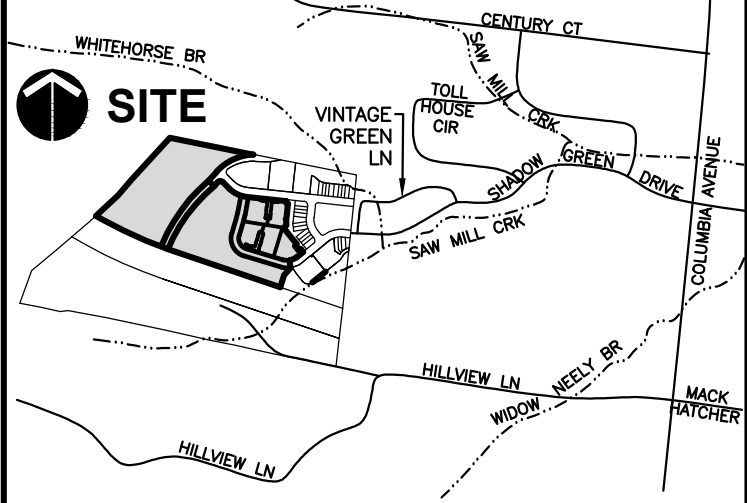 CENTURY CT
WHITEHORSE BR
SAW MILL CRK.
SITE
TOLL
HOUSE
CIR
VINTAGE
GREEN
LN
SHADOW GREEN DRIVE
COLUMBIA AVENUE
SAW MILL CRK
HILLVIEW LN
WIDOW NEELY BR
MACK
HATCHER
HILLVIEW LN